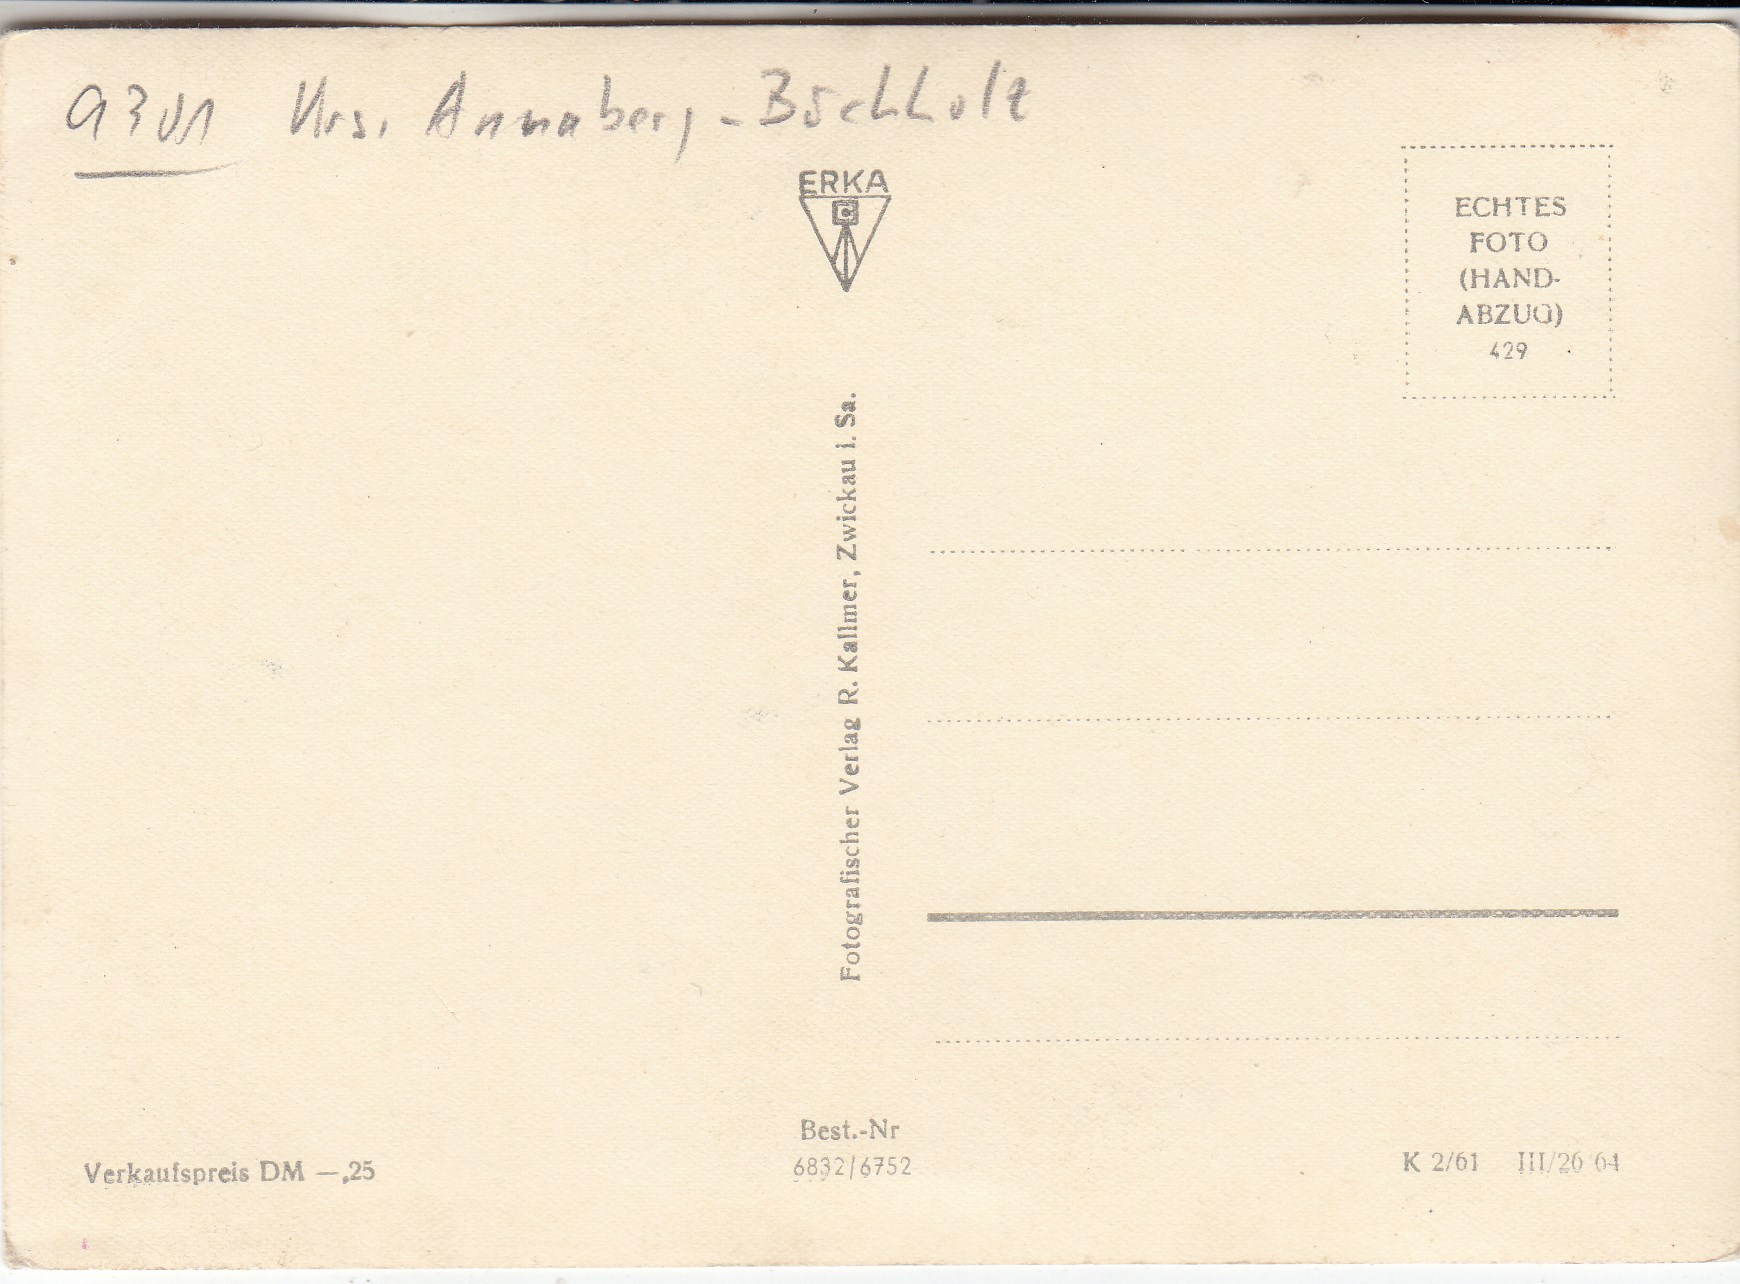 9301 Krs. Annaberg-Buchholz
ERKA
ECHTES
FOTO
(HAND-
ABZUG)
429
Fotografischer Verlag R. Kallmer, Zwickau i. Sa.
Best.-Nr
6832/6752
Verkaufspreis DM —,25
K 2/61 III/26 64